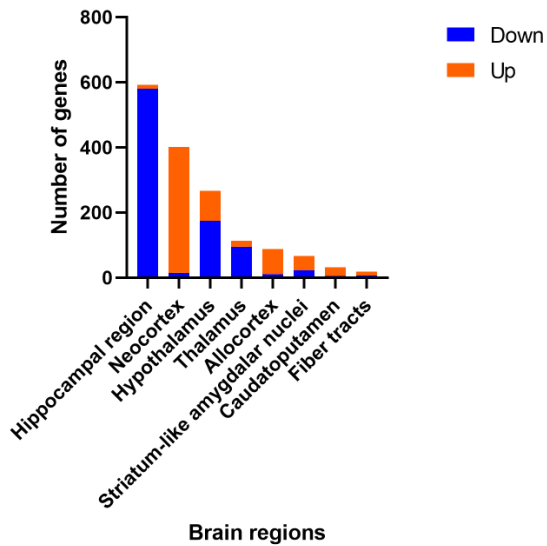 800
600
400
200
0
Number of genes
Down
Up
Hippocampal region
Neocortex
Hypothalamus
Thalamus
Allocortex
Striatum-like amygdalar nuclei
Caudatoputamen
Fiber tracts
Brain regions